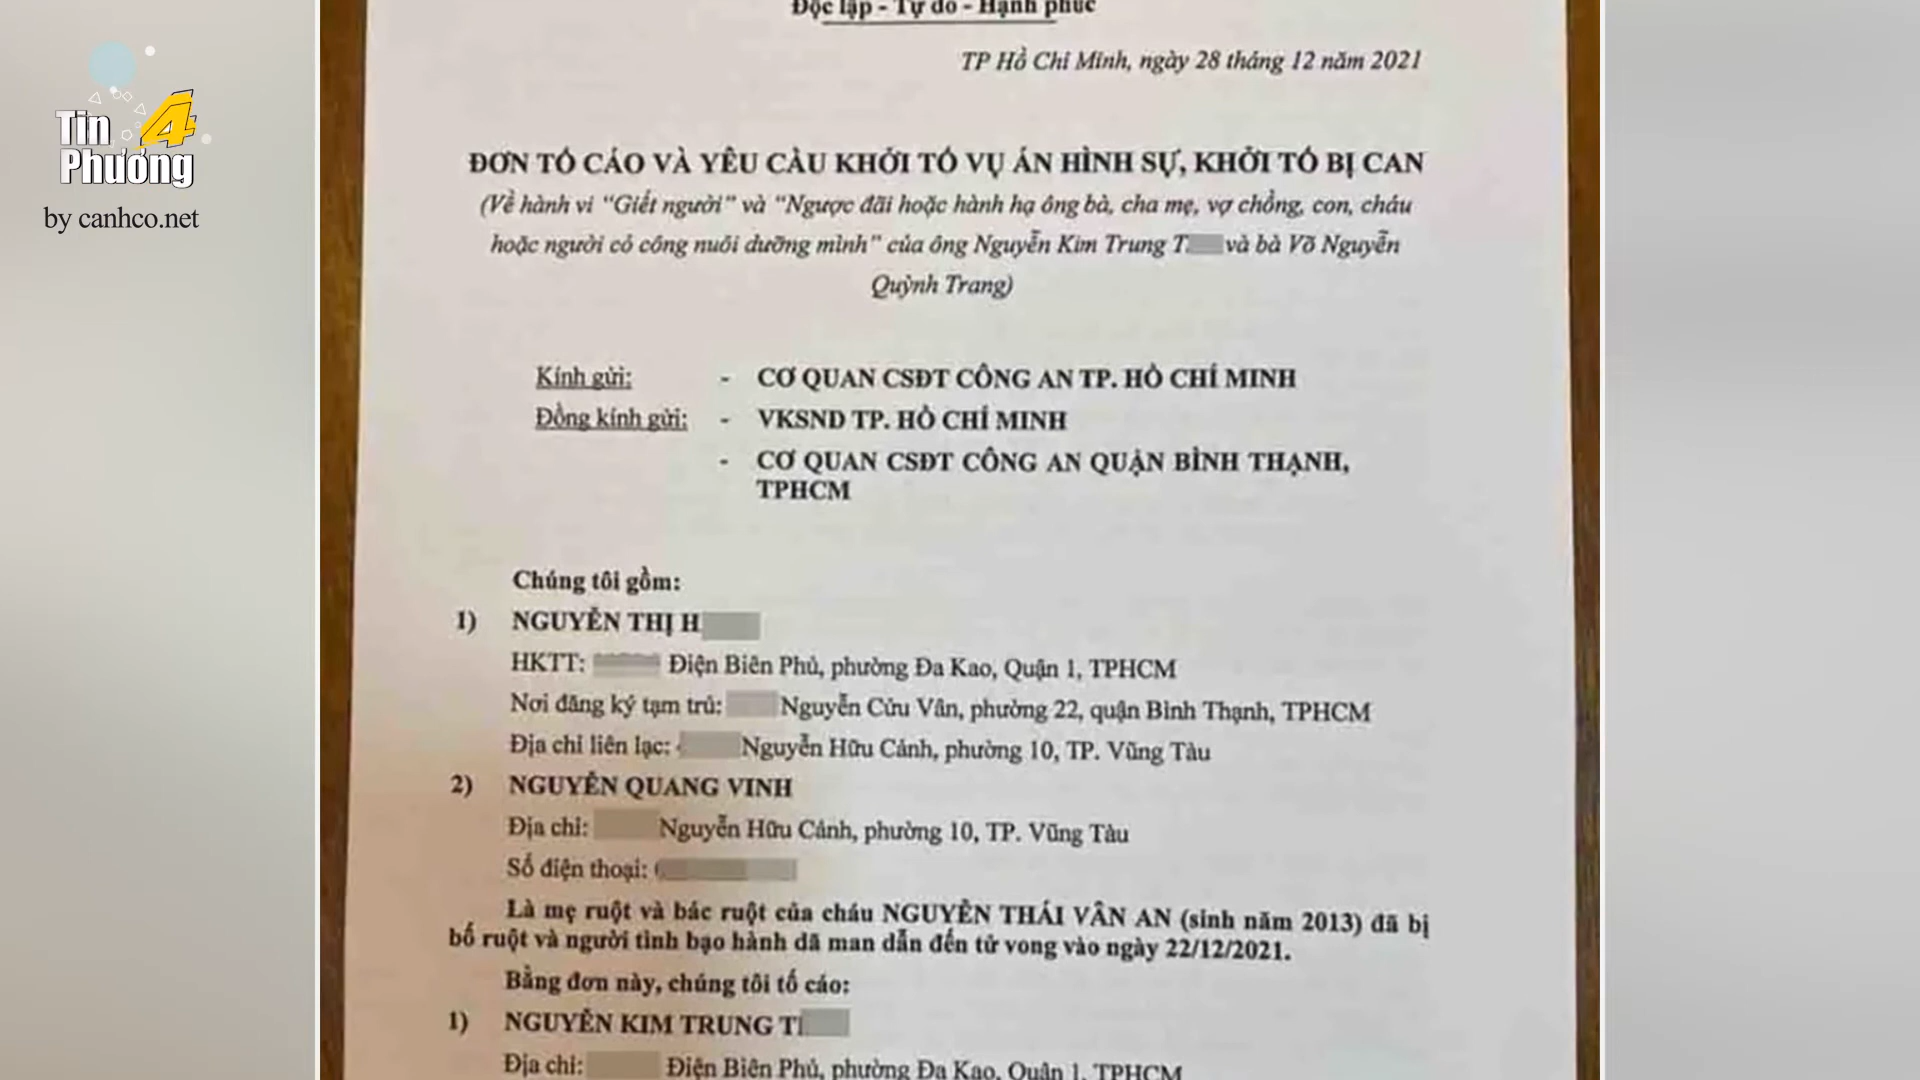 Tin 4
Phương
by canhco.net
Độc lập - Tự do - Hạnh phúc
TP Hồ Chí Minh, ngày 28 tháng 12 năm 2021
ĐƠN TỐ CÁO VÀ YÊU CẦU KHỞI TỐ VỤ ÁN HÌNH SỰ, KHỞI TỐ BỊ CAN
(Về hành vi “Giết người” và “Ngược đãi hoặc hành hạ ông bà, cha mẹ, vợ chồng, con, cháu
hoặc người có công nuôi dưỡng mình” của ông Nguyễn Kim Trung T và bà Võ Nguyễn
Quỳnh Trang)
Kính gửi: - CƠ QUAN CSĐT CÔNG AN TP. HỒ CHÍ MINH
Đồng kính gửi: - VKSND TP. HỒ CHÍ MINH
- CƠ QUAN CSĐT CÔNG AN QUẬN BÌNH THẠNH,
TPHCM
Chúng tôi gồm:
1) NGUYỄN THỊ H
HKTT: Điện Biên Phủ, phường Đa Kao, Quận 1, TPHCM
Nơi đăng ký tạm trú: Nguyễn Cửu Vân, phường 22, quận Bình Thạnh, TPHCM
Địa chỉ liên lạc: Nguyễn Hữu Cảnh, phường 10, TP. Vũng Tàu
2) NGUYỄN QUANG VINH
Địa chỉ: Nguyễn Hữu Cảnh, phường 10, TP. Vũng Tàu
Số điện thoại:
Là mẹ ruột và bác ruột của cháu NGUYỄN THÁI VÂN AN (sinh năm 2013) đã bị
bố ruột và người tình bạo hành dã man dẫn đến tử vong vào ngày 22/12/2021.
Bằng đơn này, chúng tôi tố cáo:
1) NGUYỄN KIM TRUNG T
Địa chỉ: Điện Biên Phủ, phường Đa Kao, Quận 1, TPHCM